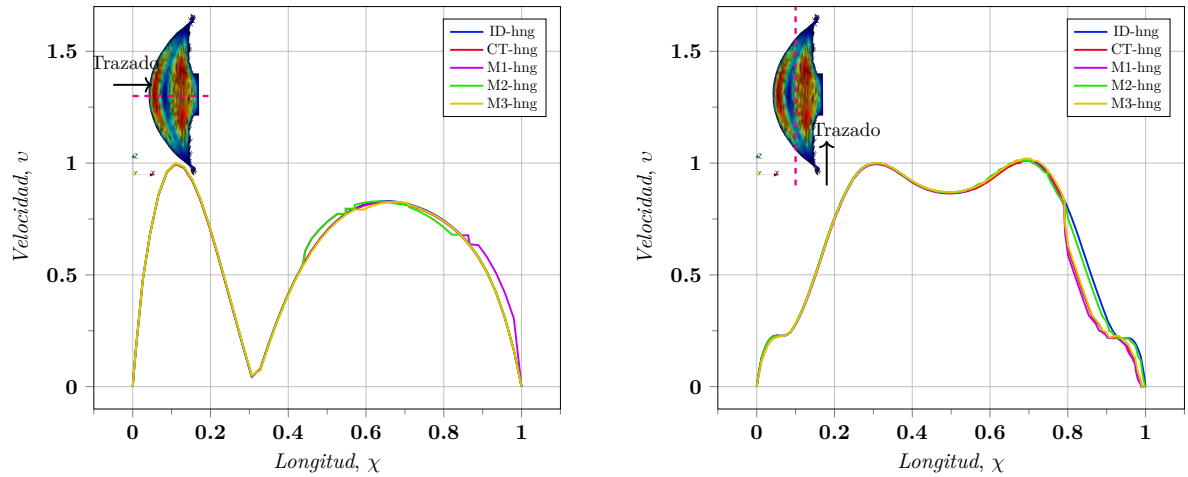 1.5
1
0.5
0
0
0.2
0.4
0.6
0.8
1
Velocidad, υ
Longitud, χ
Trazado
Z
Y
X
ID-hng
CT-hng
M1-hng
M2-hng
M3-hng
1.5
1
0.5
0
0
0.2
0.4
0.6
0.8
1
Velocidad, υ
Longitud, χ
Trazado
Z
Y
X
ID-hng
CT-hng
M1-hng
M2-hng
M3-hng